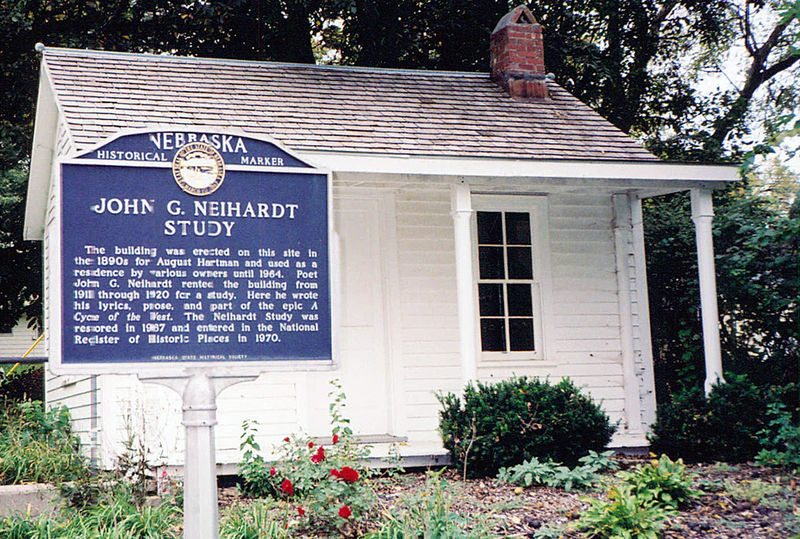 NEBRASKA
HISTORICAL MARKER
JOHN G. NEIHARDT
STUDY
The building was erected on this site in
the 1890s for August Hartman and used as a
residence by various owners until 1964. Poet
John G. Neihardt rented the building from
1911 through 1920 for a study. Here he wrote
his lyrics, prose, and part of the epic A
Cycle of the West. The Neihardt Study was
restored in 1967 and entered in the National
Register of Historic Places in 1970.
NEBRASKA STATE HISTORICAL SOCIETY